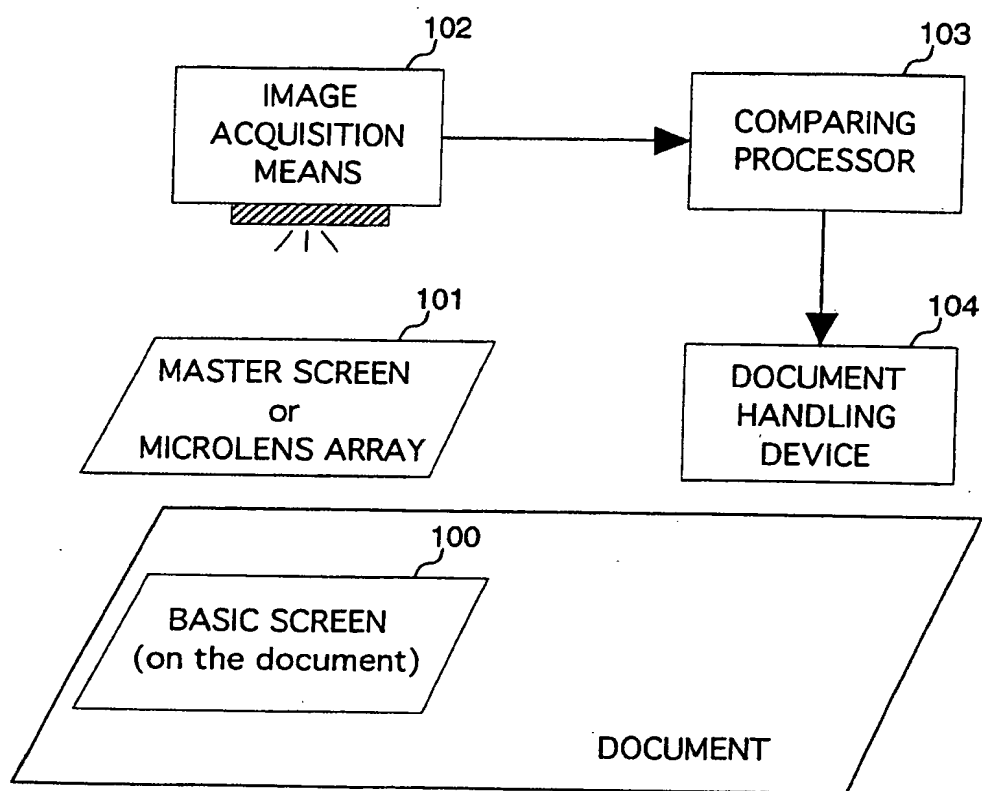 102
IMAGE
ACQUISITION
MEANS
103
COMPARING
PROCESSOR
101
MASTER SCREEN
or
MICROLENS ARRAY
104
DOCUMENT
HANDLING
DEVICE
100
BASIC SCREEN
(on the document)
DOCUMENT